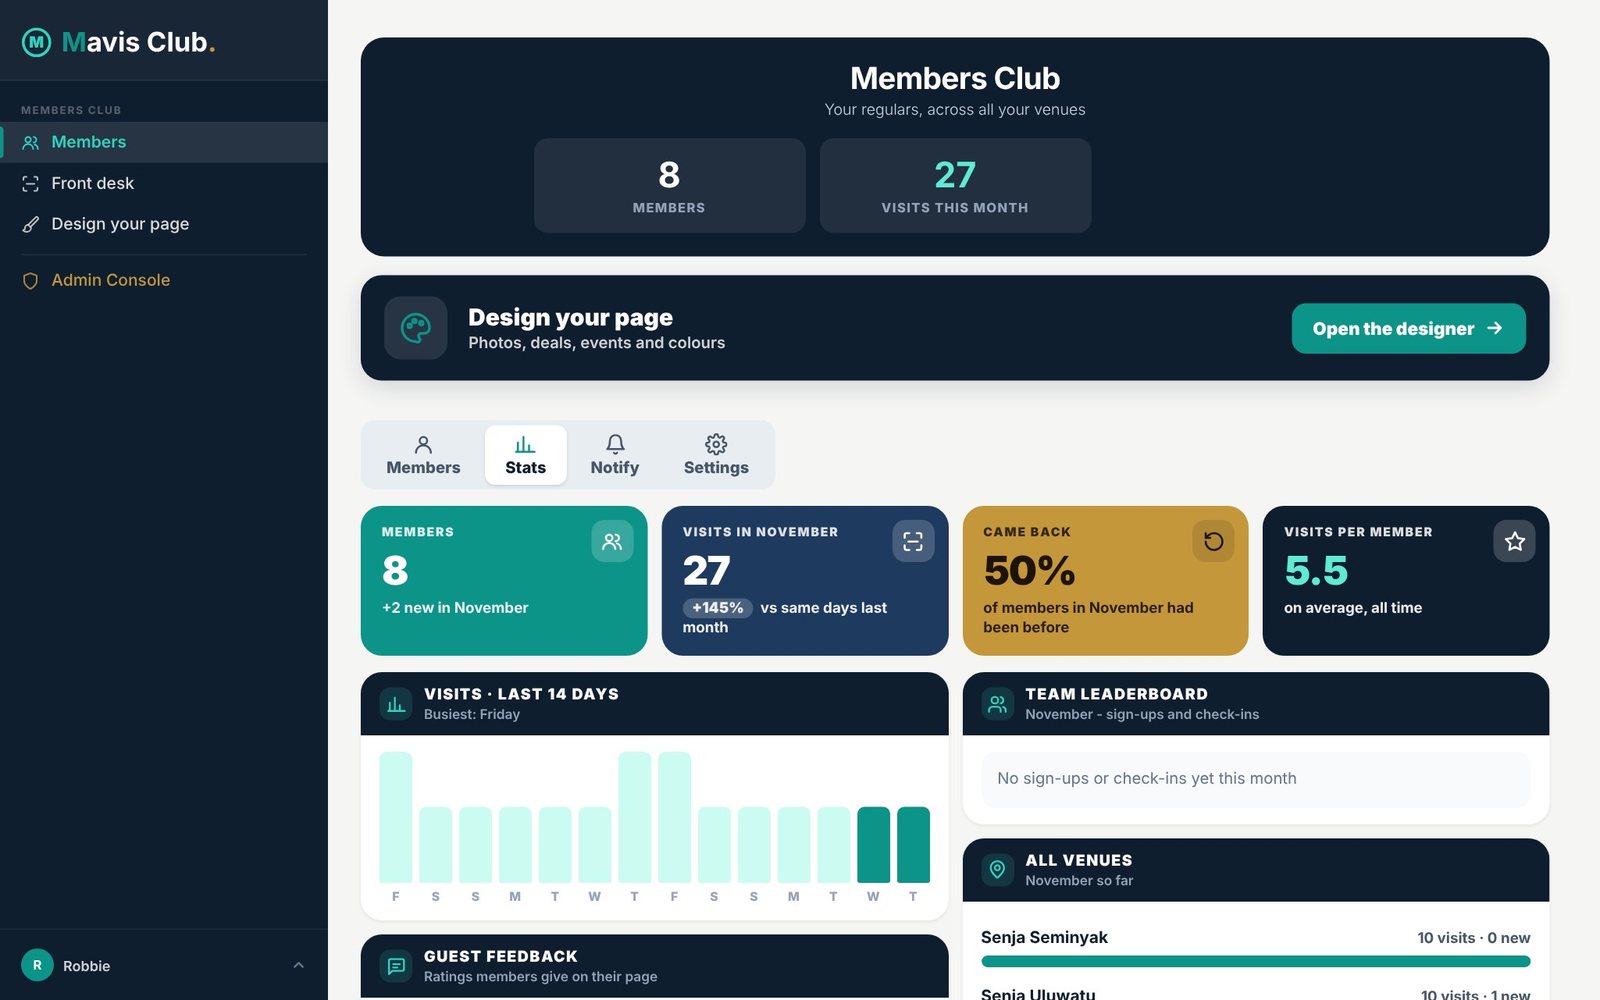 M Mavis Club.
MEMBERS CLUB
Members
Front desk
Design your page
Admin Console
R Robbie
Members Club
Your regulars, across all your venues
8
MEMBERS
27
VISITS THIS MONTH
Design your page
Photos, deals, events and colours
Open the designer →
Members
Stats
Notify
Settings
MEMBERS
8
+2 new in November
VISITS IN NOVEMBER
27
+145% vs same days last
month
CAME BACK
50%
of members in November had
been before
VISITS PER MEMBER
5.5
on average, all time
VISITS · LAST 14 DAYS
Busiest: Friday
F S S M T W T F S S M T W T
GUEST FEEDBACK
Ratings members give on their page
TEAM LEADERBOARD
November - sign-ups and check-ins
No sign-ups or check-ins yet this month
ALL VENUES
November so far
Senja Seminyak 10 visits · 0 new
Senja Uluwatu 10 visits · 1 new